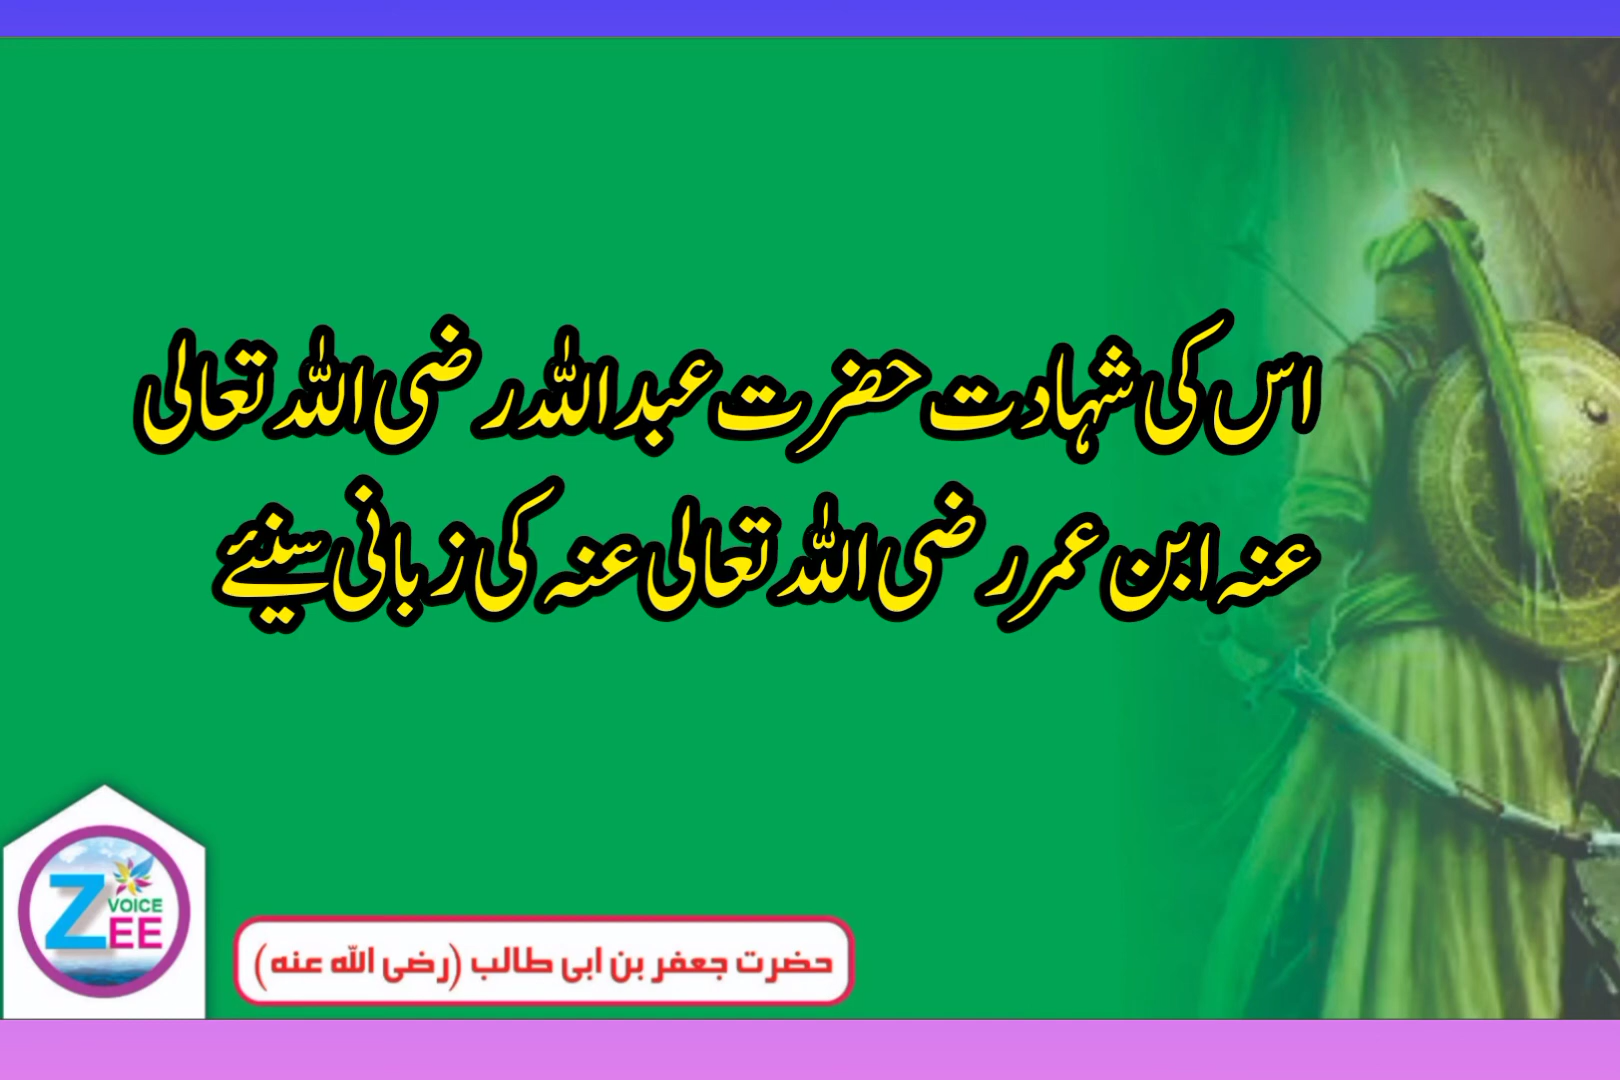 اس کی شہادت حضرت عبداللہ رضی اللہ تعالی
عنہ ابن عمر رضی اللہ تعالی عنہ کی زبانی سنیئے
Z VOICE
EE
حضرت جعفر بن ابی طالب (رضی اللہ عنہ)